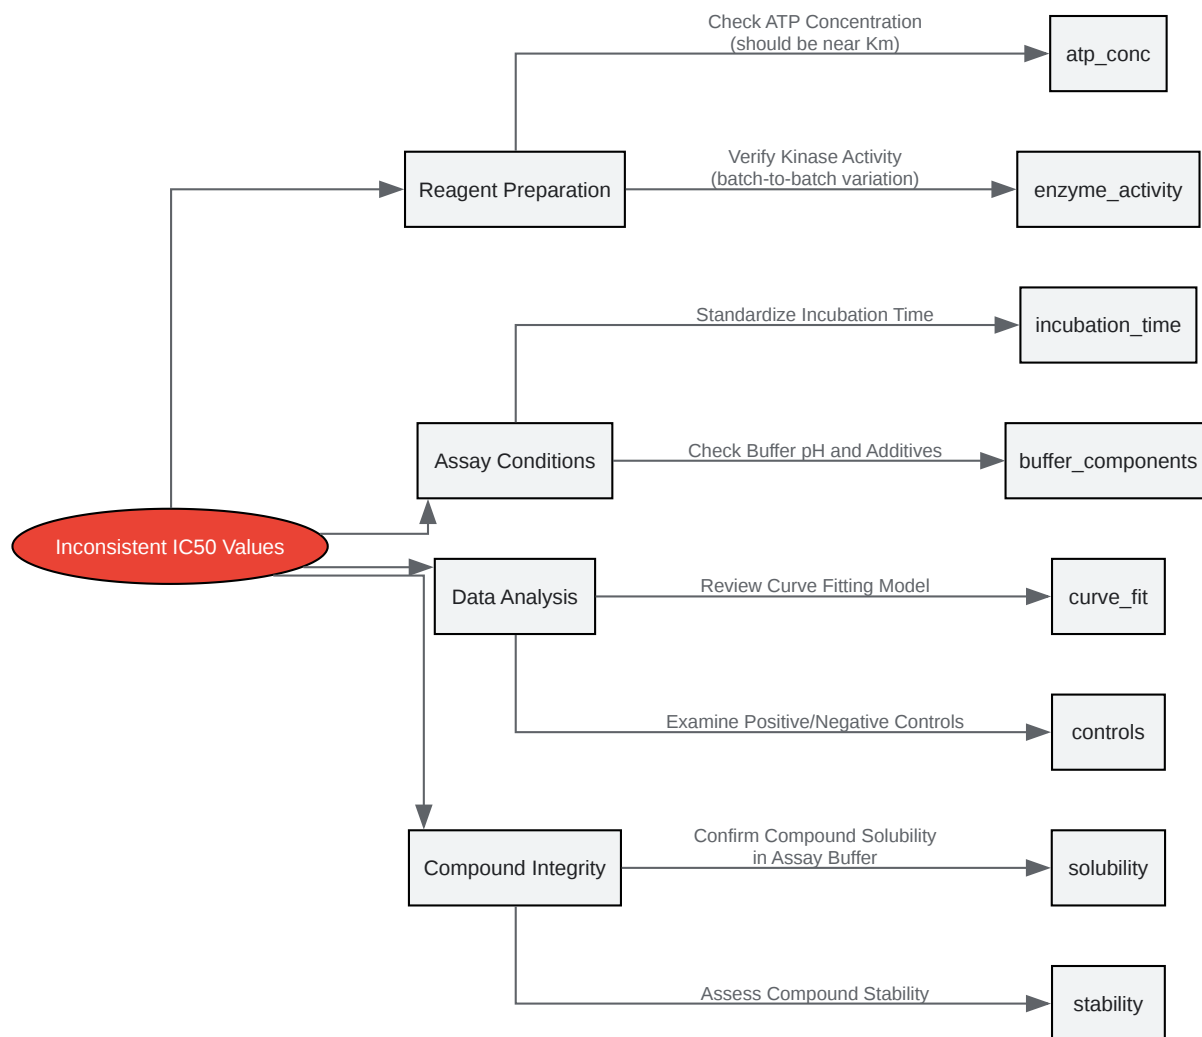 Check ATP Concentration
(should be near Km)
atp_conc
Reagent Preparation
Verify Kinase Activity
(batch-to-batch variation)
enzyme_activity
Standardize Incubation Time
incubation_time
Assay Conditions
Check Buffer pH and Additives
buffer_components
Inconsistent IC50 Values
Data Analysis
Review Curve Fitting Model
curve_fit
Examine Positive/Negative Controls
controls
Compound Integrity
Confirm Compound Solubility
in Assay Buffer
solubility
Assess Compound Stability
stability